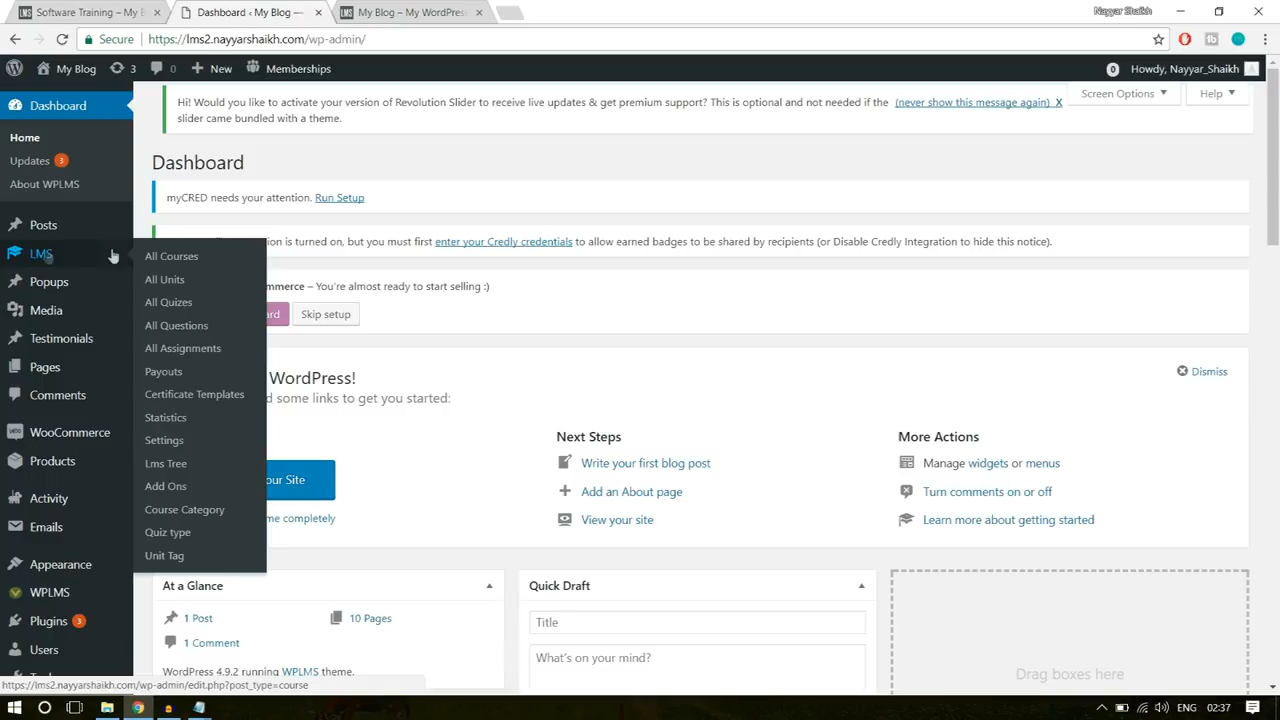 Software Training – My B
Dashboard ‹ My Blog —
My Blog – My WordPres
Nayyar Shaikh
Secure
https://lms2.nayyarshaikh.com/wp-admin/
My Blog
3
0
New
Memberships
0
Howdy, Nayyar_Shaikh
Dashboard
Home
Updates 3
About WPLMS
Posts
LMS
Popups
Media
Testimonials
Pages
Comments
WooCommerce
Products
Activity
Emails
Appearance
WPLMS
Plugins 3
Users
All Courses
All Units
All Quizes
All Questions
All Assignments
Payouts
Certificate Templates
Statistics
Settings
Lms Tree
Add Ons
Course Category
Quiz type
Unit Tag
Hi! Would you like to activate your version of Revolution Slider to receive live updates & get premium support? This is optional and not needed if the
slider came bundled with a theme.
(never show this message again) X
Screen Options
Help
Dashboard
myCRED needs your attention. Run Setup
ion is turned on, but you must first enter your Credly credentials to allow earned badges to be shared by recipients (or Disable Credly Integration to hide this notice).
mmerce – You're almost ready to start selling :)
ard
Skip setup
WordPress!
d some links to get you started:
Dismiss
our Site
me completely
Next Steps
Write your first blog post
Add an About page
View your site
More Actions
Manage widgets or menus
Turn comments on or off
Learn more about getting started
At a Glance
1 Post
10 Pages
1 Comment
WordPress 4.9.2 running WPLMS theme.
Quick Draft
Title
What's on your mind?
Drag boxes here
https://lms2.nayyarshaikh.com/wp-admin/edit.php?post_type=course
ENG
02:37